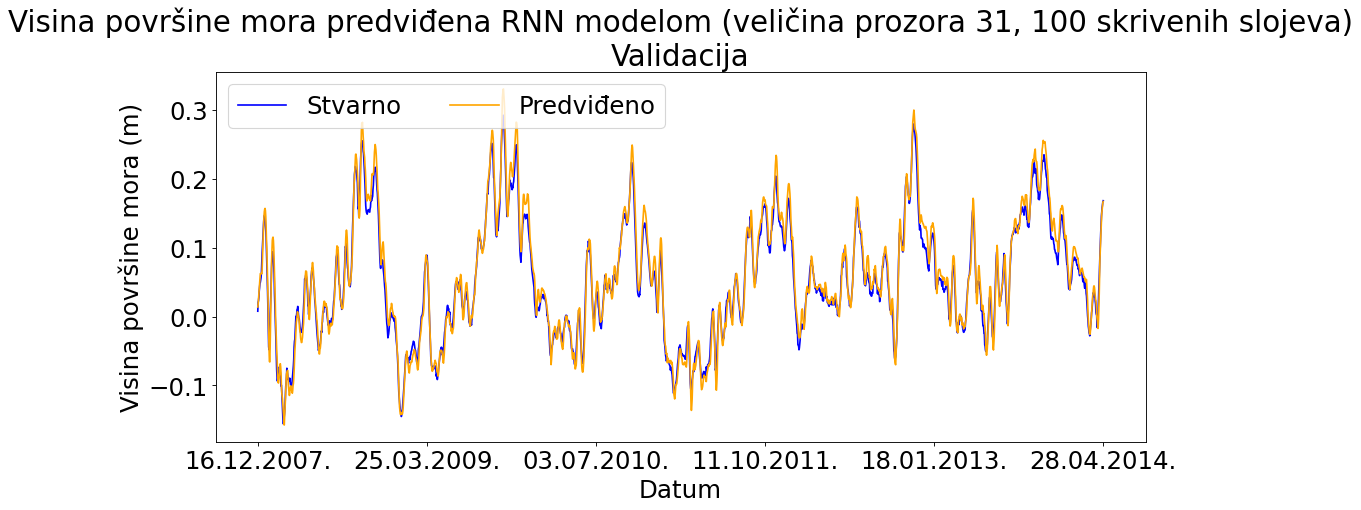 Visina površine mora predviđena RNN modelom (veličina prozora 31, 100 skrivenih slojeva)
Validacija
Stvarno
Predviđeno
Visina površine mora (m)
0.3
0.2
0.1
0.0
−0.1
16.12.2007.
25.03.2009.
03.07.2010.
11.10.2011.
18.01.2013.
28.04.2014.
Datum